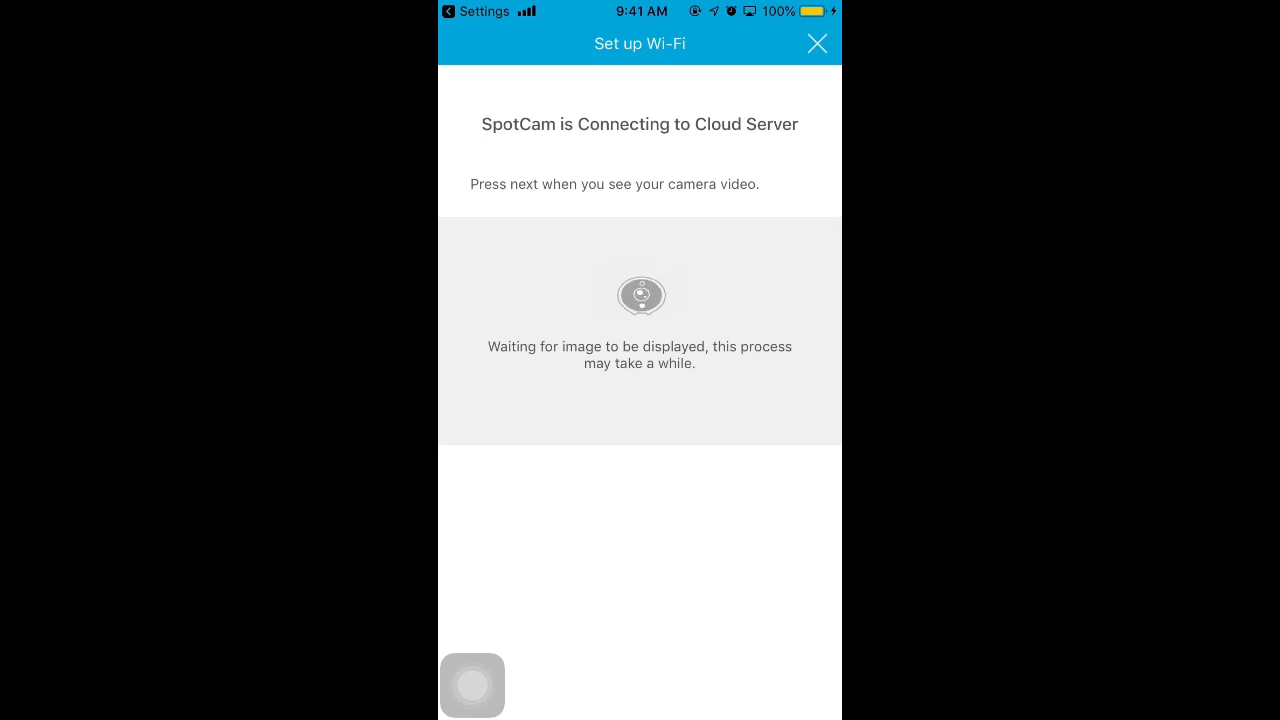 Settings 9:41 AM 100%
Set up Wi-Fi
SpotCam is Connecting to Cloud Server
Press next when you see your camera video.
Waiting for image to be displayed, this process
may take a while.